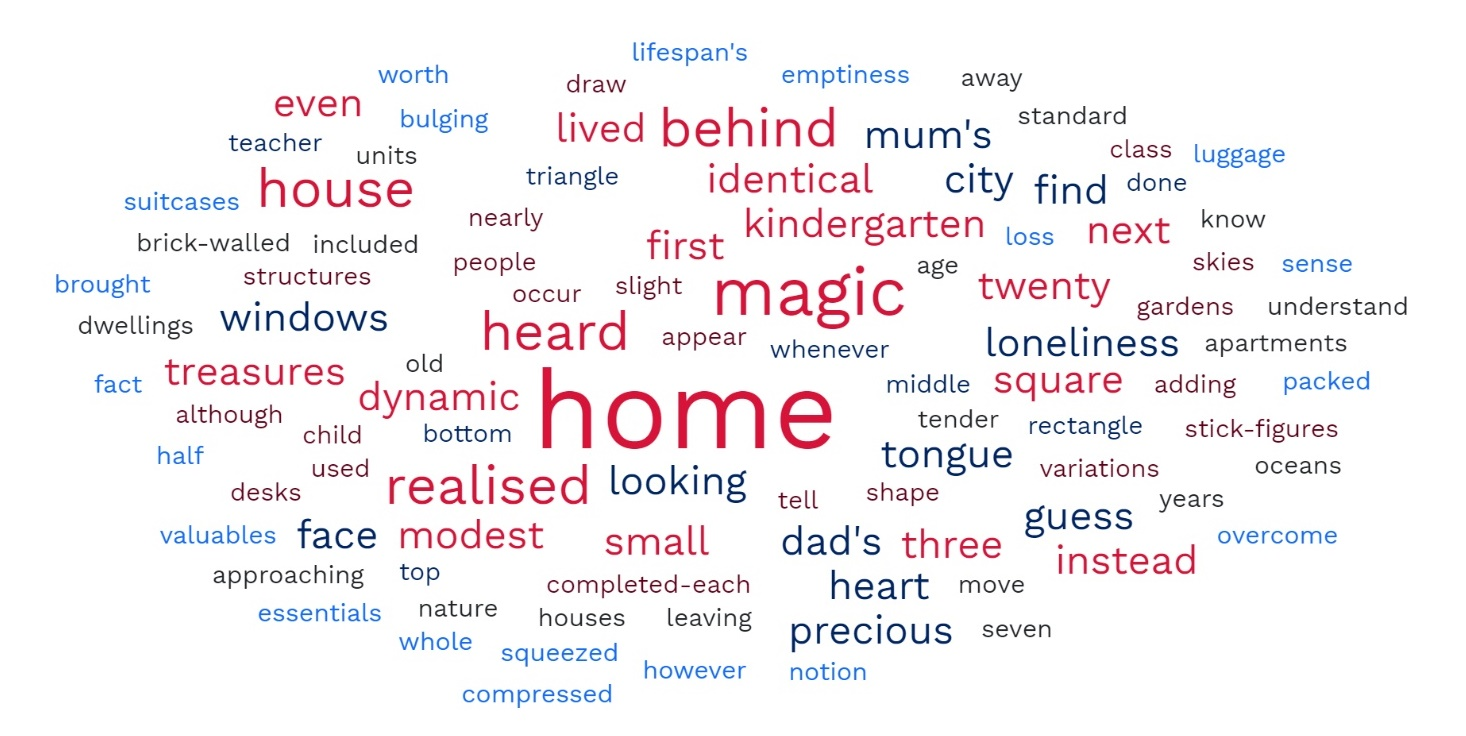 lifespan's
worth draw emptiness away
even bulging lived behind mum's standard
teacher units triangle identical city find done class luggage
suitcases house nearly kindergarten next know
brick-walled included first loss
brought structures people occur slight magic age twenty skies sense
dwellings windows heard appear whenever loneliness gardens understand
treasures old apartments
fact dynamic home middle square adding packed
although child bottom tender rectangle stick-figures
half used tongue variations oceans
desks realised looking tell shape years
valuables face modest small dad's three guess instead overcome
approaching top completed-each heart move
essentials nature houses leaving precious seven
whole squeezed however notion
compressed